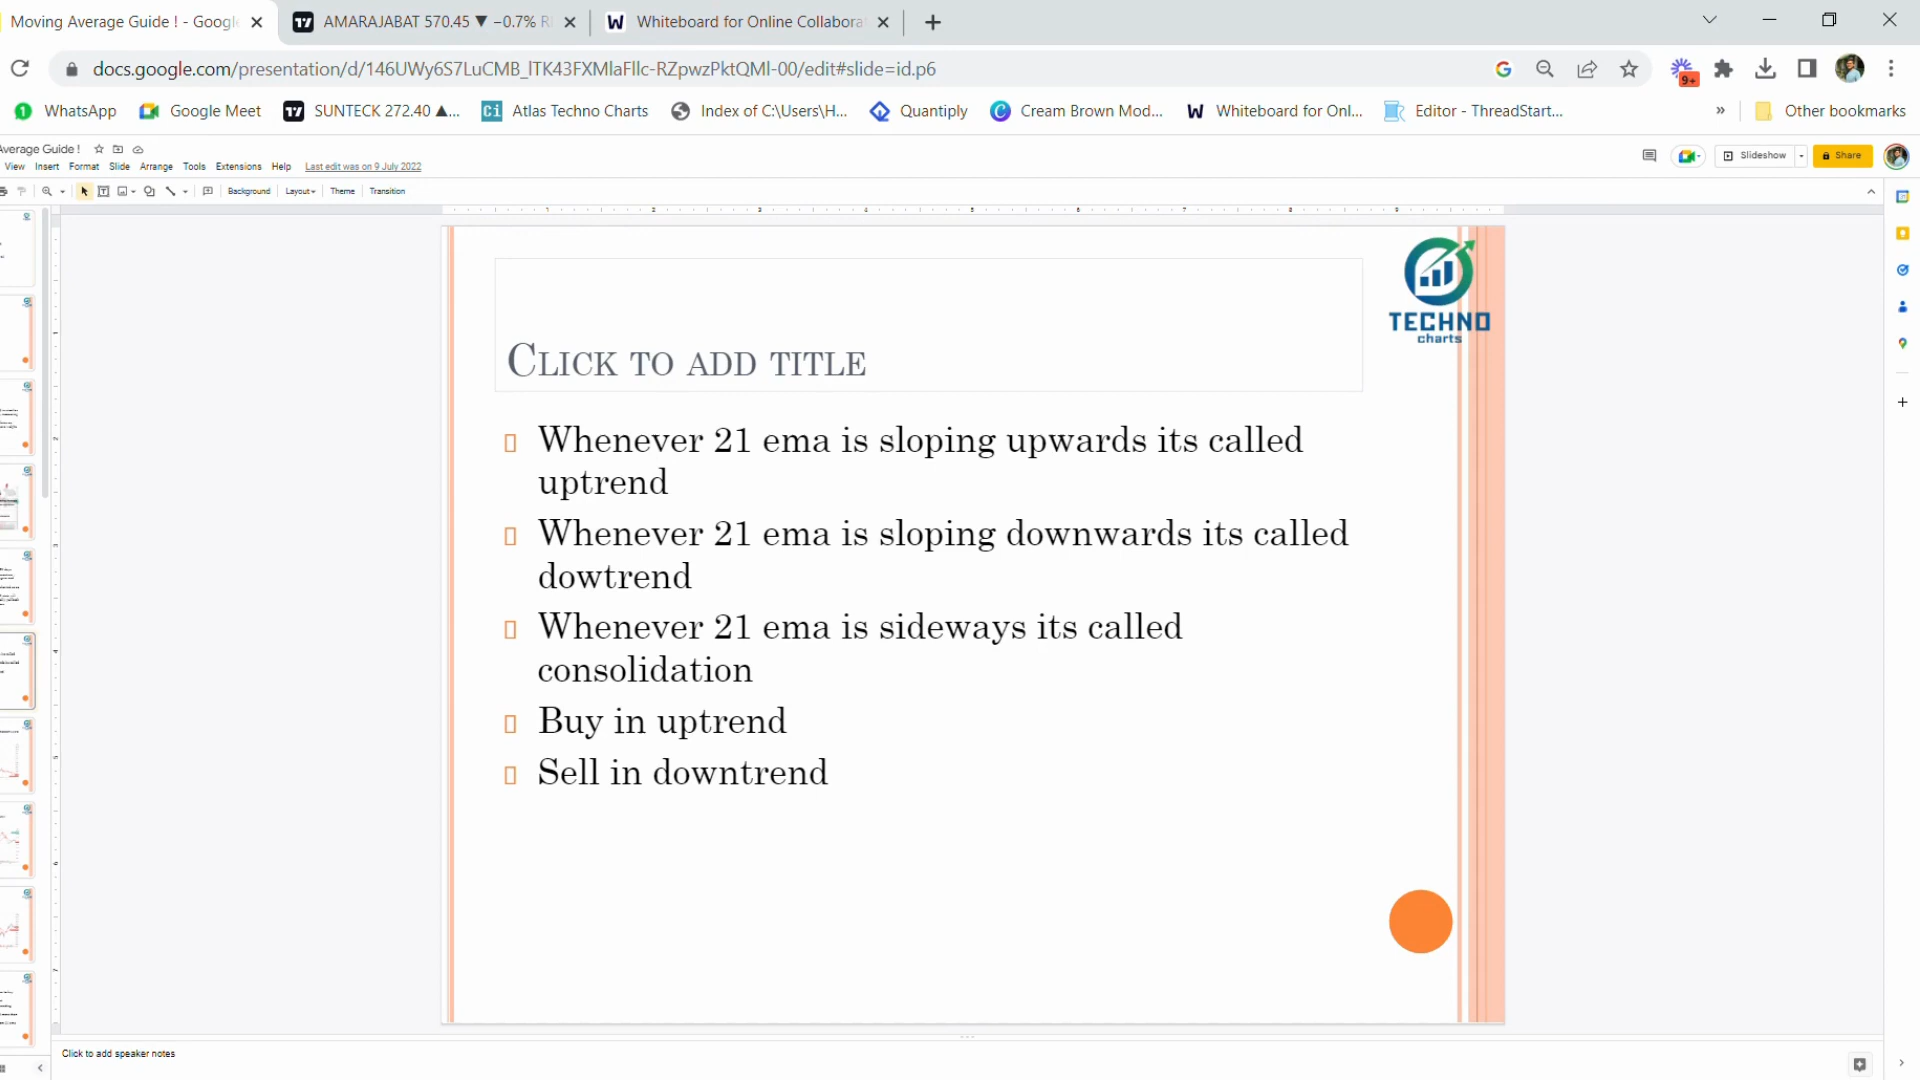 Moving Average Guide ! - Googl
AMARAJABAT 570.45 ▼ −0.7%
Whiteboard for Online Collabora
docs.google.com/presentation/d/146UWy6S7LuCMB_lTK43FXMlaFllc-RZpwzPktQMl-00/edit#slide=id.p6
9+
WhatsApp
Google Meet
SUNTECK 272.40 ▲...
Atlas Techno Charts
Index of C:\Users\H...
Quantiply
Cream Brown Mod...
Whiteboard for Onl...
Editor - ThreadStart...
»
Other bookmarks
Average Guide !
View Insert Format Slide Arrange Tools Extensions Help Last edit was on 9 July 2022
Slideshow
Share
Background Layout Theme Transition
TECHNO
charts
Click to add title
Whenever 21 ema is sloping upwards its called
uptrend
Whenever 21 ema is sloping downwards its called
dowtrend
Whenever 21 ema is sideways its called
consolidation
Buy in uptrend
Sell in downtrend
Click to add speaker notes